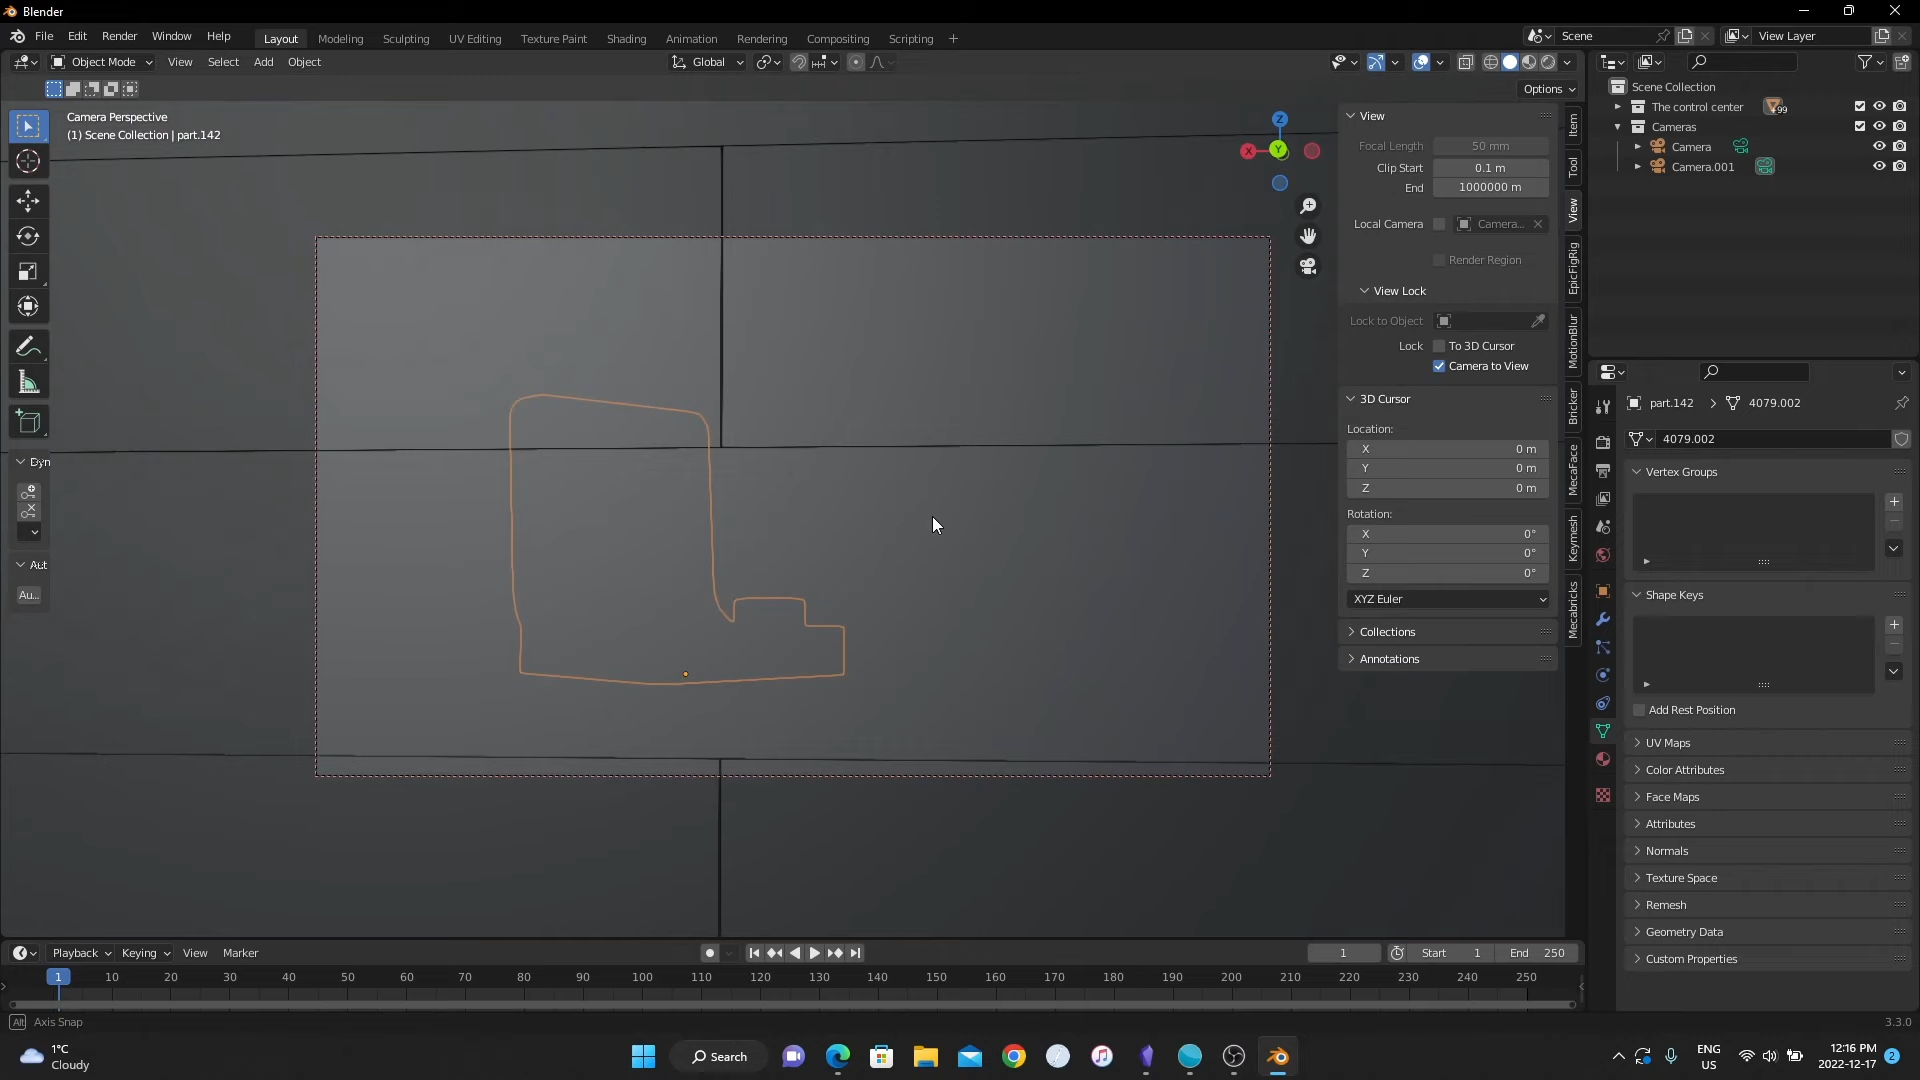 Blender
File Edit Render Window Help
Layout Modeling Sculpting UV Editing Texture Paint Shading Animation Rendering Compositing Scripting
Scene View Layer
Object Mode View Select Add Object Global
Options
Camera Perspective
(1) Scene Collection | part.142
Z
X
Y
View
Focal Length 50 mm
Clip Start 0.1 m
End 1000000 m
Local Camera Camera...
Render Region
View Lock
Lock to Object
Lock To 3D Cursor
Camera to View
3D Cursor
Location:
X 0 m
Y 0 m
Z 0 m
Rotation:
X 0°
Y 0°
Z 0°
XYZ Euler
Collections
Annotations
Item
Tool
View
EpicFigRig
MotionBlur
Bricker
MecaFace
Keymesh
Mecabricks
Dyn
Aut
Au...
Scene Collection
The control center +99
Cameras
Camera
Camera.001
part.142 4079.002
4079.002
Vertex Groups
Shape Keys
Add Rest Position
UV Maps
Color Attributes
Face Maps
Attributes
Normals
Texture Space
Remesh
Geometry Data
Custom Properties
Playback Keying View Marker
1 Start 1 End 250
1 10 20 30 40 50 60 70 80 90 100 110 120 130 140 150 160 170 180 190 200 210 220 230 240 250
Alt Axis Snap
3.3.0
1°C
Cloudy
Search
ENG
US
12:16 PM
2022-12-17
2